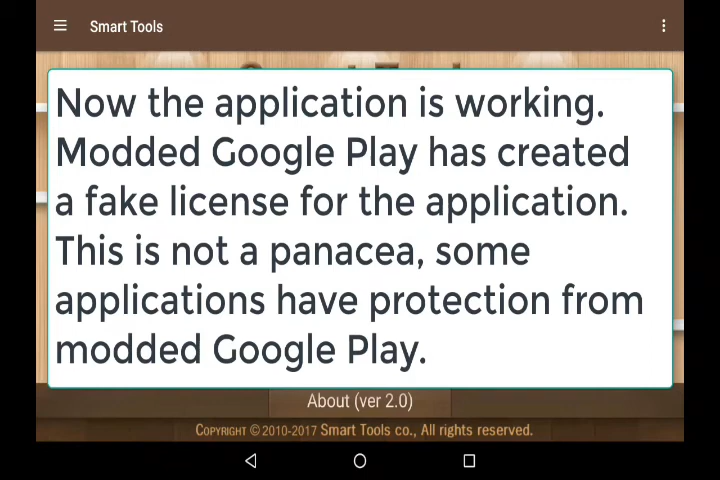 Smart Tools
Now the application is working.
Modded Google Play has created
a fake license for the application.
This is not a panacea, some
applications have protection from
modded Google Play.
About (ver 2.0)
Copyright © 2010-2017 Smart Tools co., All rights reserved.